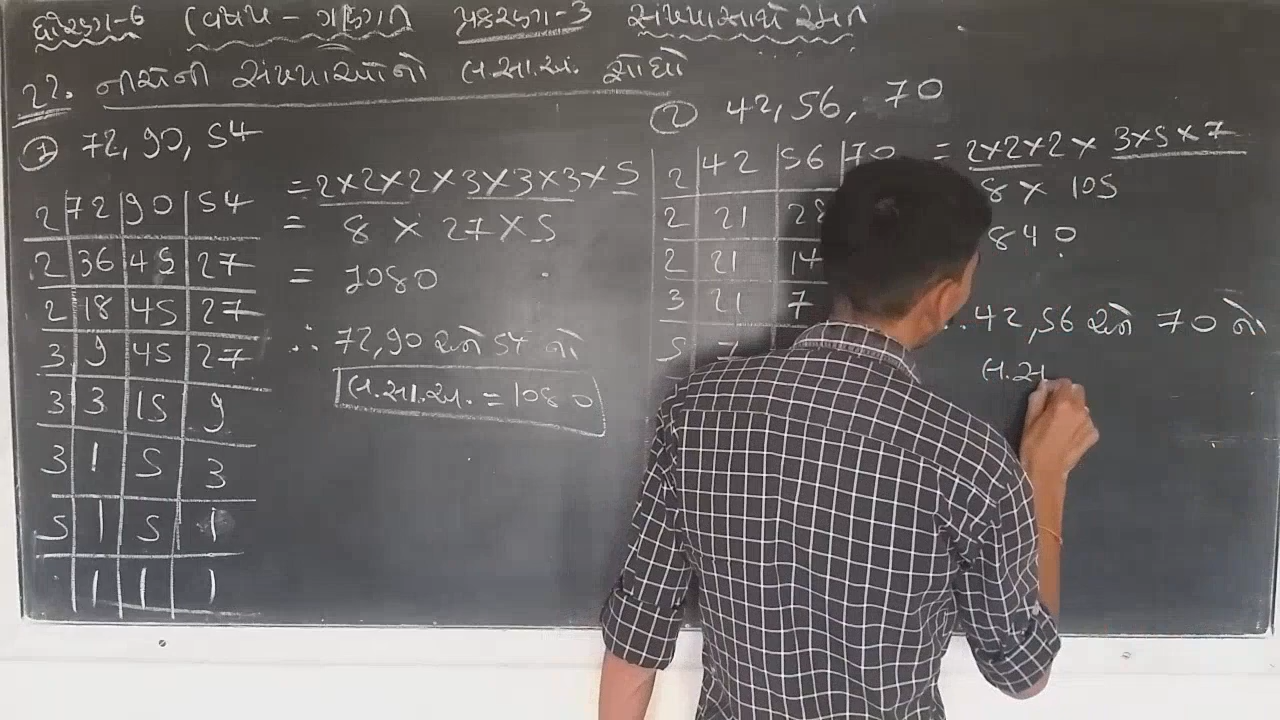 ધોરણ-6 વિષય - ગણિત પ્રકરણ-3 સંખ્યા સાથે રમત
22. નીચેની સંખ્યાઓનો લ.સા.અ. શોધો
① 72, 90, 54
2 | 72 | 90 | 54
2 | 36 | 45 | 27
2 | 18 | 45 | 27
3 | 9 | 45 | 27
3 | 3 | 15 | 9
3 | 1 | 5 | 3
5 | 1 | 5 | 1
1 | 1 | 1
= 2×2×2×3×3×3×5
= 8 × 27×5
= 1080
∴ 72,90 અને 54 નો
લ.સા.અ. = 1080
② 42, 56, 70
2 | 42 | 56 | 70
2 | 21 | 28
2 | 21 | 14
3 | 21 | 7
5 | 7
= 2×2×2× 3×5×7
8 × 105
840
∴ 42,56 અને 70 નો
લ.સા